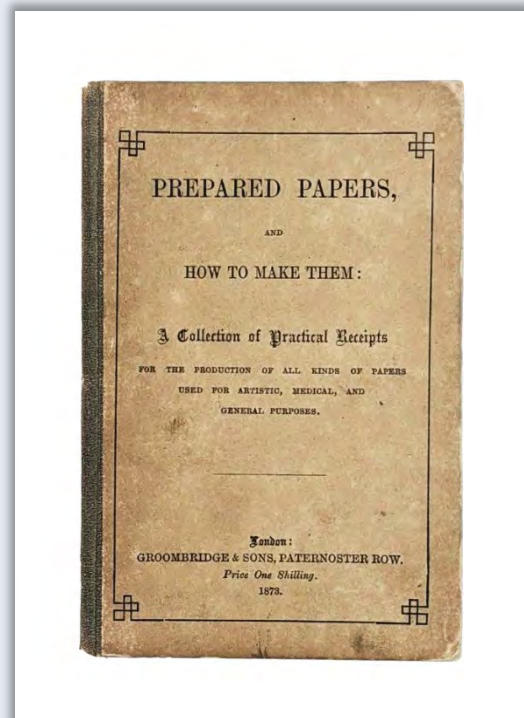 PREPARED PAPERS,
AND
HOW TO MAKE THEM:
A Collection of Practical Receipts
FOR THE PRODUCTION OF ALL KINDS OF PAPERS
USED FOR ARTISTIC, MEDICAL, AND
GENERAL PURPOSES.
London:
GROOMBRIDGE & SONS, PATERNOSTER ROW.
Price One Shilling.
1873.